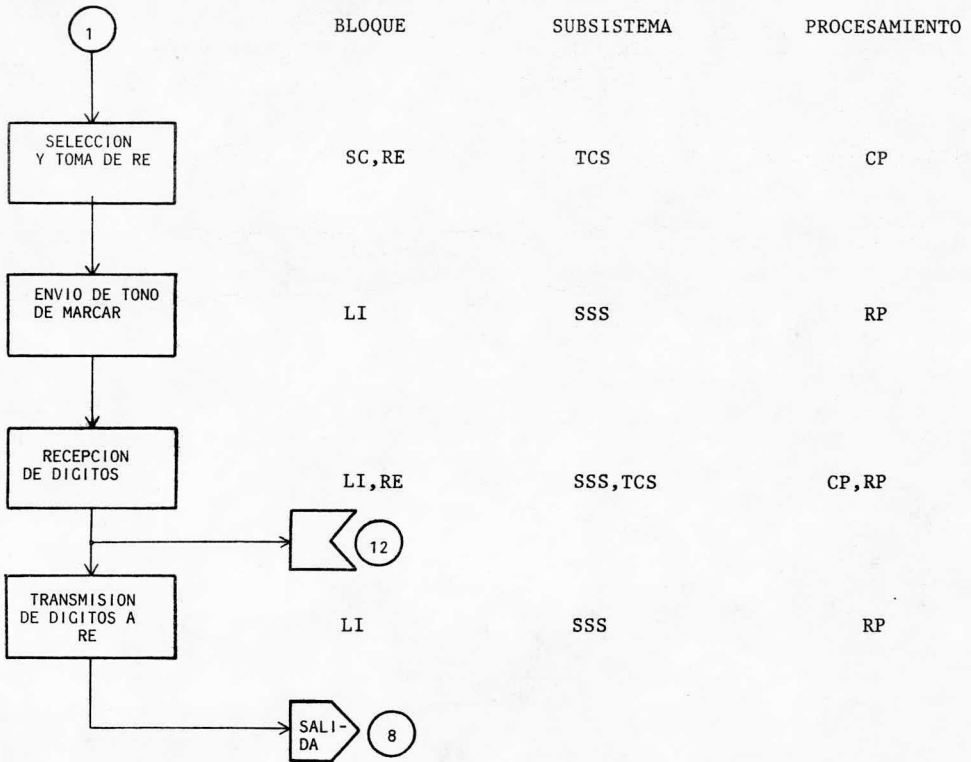 1
BLOQUE SUBSISTEMA PROCESAMIENTO
SELECCION
Y TOMA DE RE
SC,RE TCS CP
ENVIO DE TONO
DE MARCAR
LI SSS RP
RECEPCION
DE DIGITOS
LI,RE SSS,TCS CP,RP
12
TRANSMISION
DE DIGITOS A
RE
LI SSS RP
SALI-
DA
8